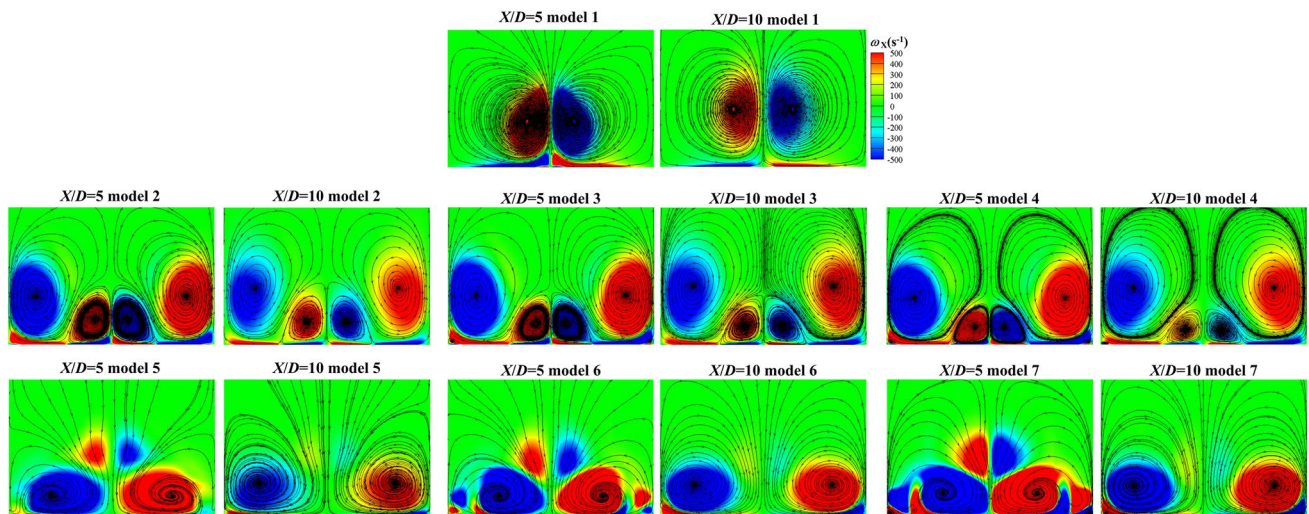 X/D=5 model 1
X/D=10 model 1
ωX(s-1)
500
400
300
200
100
0
-100
-200
-300
-400
-500
X/D=5 model 2
X/D=10 model 2
X/D=5 model 3
X/D=10 model 3
X/D=5 model 4
X/D=10 model 4
X/D=5 model 5
X/D=10 model 5
X/D=5 model 6
X/D=10 model 6
X/D=5 model 7
X/D=10 model 7